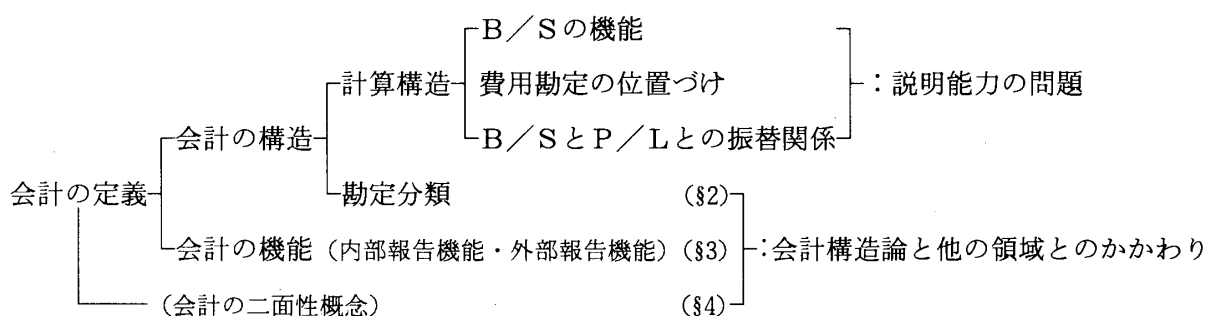 B/Sの機能
計算構造 費用勘定の位置づけ :説明能力の問題
会計の構造 B/SとP/Lとの振替関係
会計の定義 勘定分類 (§2)
会計の機能(内部報告機能・外部報告機能)(§3) :会計構造論と他の領域とのかかわり
(会計の二面性概念) (§4)